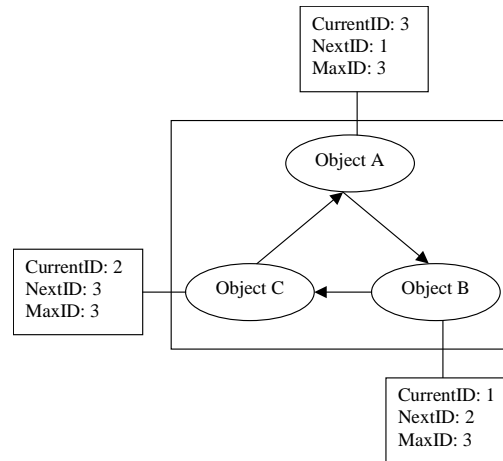 CurrentID: 3
NextID: 1
MaxID: 3
Object A
CurrentID: 2
NextID: 3
MaxID: 3
Object C
Object B
CurrentID: 1
NextID: 2
MaxID: 3